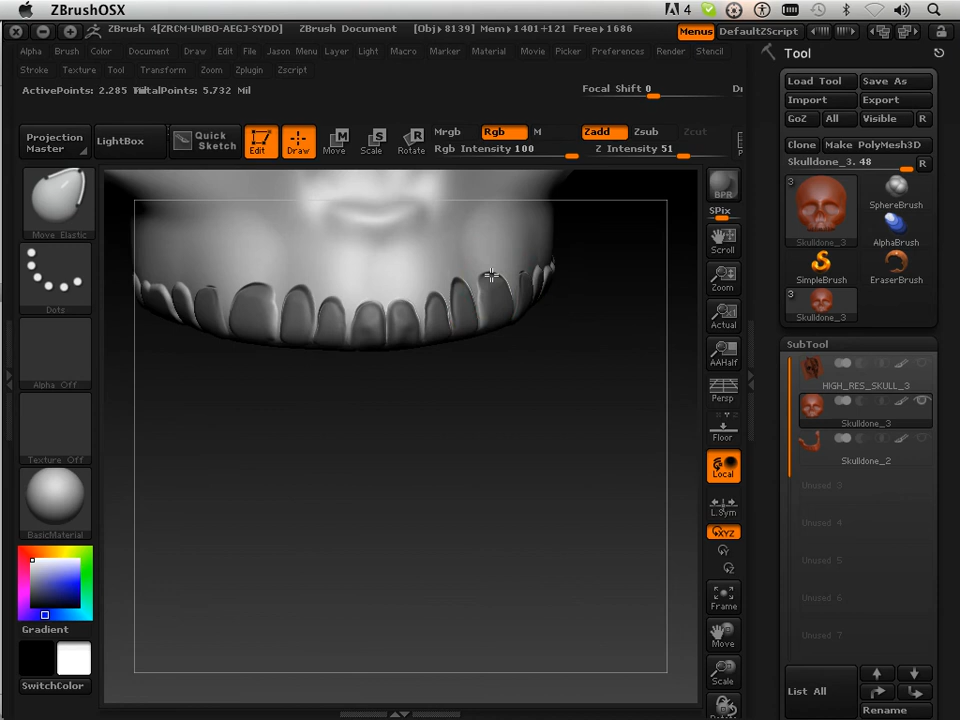 ZBrushOSX
4
ZBrush 4[ZRCM-UMBO-AEGJ-SYDD] ZBrush Document [Obj+8139] Mem+1401+121 Free+1686 Menus DefaultZScript
Alpha Brush Color Document Draw Edit File Jason Menu Layer Light Macro Marker Material Movie Picker Preferences Render Stencil
Stroke Texture Tool Transform Zoom Zplugin Zscript
Tool
Load Tool Save As
Import Export
GoZ All Visible R
Clone Make PolyMesh3D
Skulldone_3. 48 R
3
Skulldone_3
SphereBrush
AlphaBrush
SimpleBrush
EraserBrush
3
Skulldone_3
ActivePoints: 2.285 TotalPoints: 5.732 Mil
Focal Shift 0
Projection Master
LightBox
Quick Sketch
Edit Draw Move Scale Rotate
Mrgb Rgb M Zadd Zsub Zcut
Rgb Intensity 100 Z Intensity 51
Move Elastic
Dots
Alpha Off
Texture Off
BasicMaterial
Gradient
SwitchColor
BPR
SPix
Scroll
Zoom
Actual
AAHalf
Persp
Floor
Local
L.Sym
XYZ
Frame
Move
Scale
SubTool
HIGH_RES_SKULL_3
Skulldone_3
Skulldone_2
Unused 3
Unused 4
Unused 5
Unused 6
Unused 7
List All
Rename